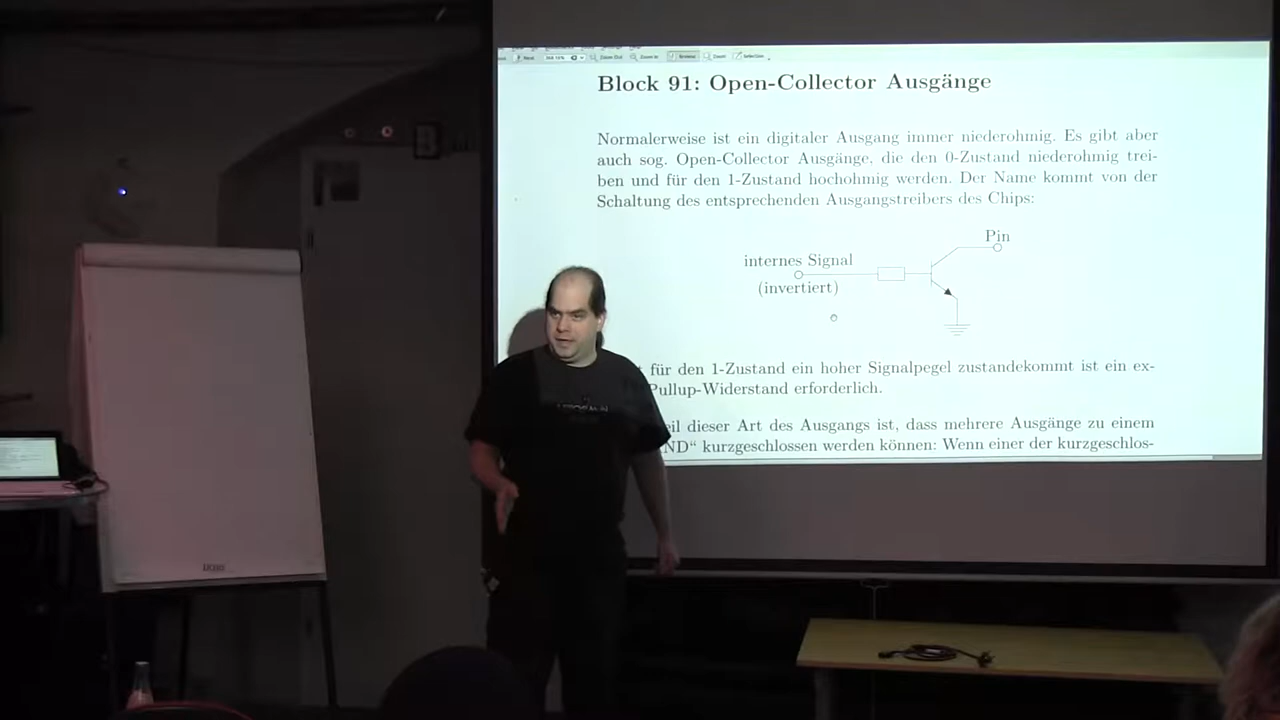 Block 91: Open-Collector Ausgänge
Normalerweise ist ein digitaler Ausgang immer niederohmig. Es gibt aber
auch sog. Open-Collector Ausgänge, die den 0-Zustand niederohmig trei-
ben und für den 1-Zustand hochohmig werden. Der Name kommt von der
Schaltung des entsprechenden Ausgangstreibers des Chips:
Pin
internes Signal
(invertiert)
für den 1-Zustand ein hoher Signalpegel zustandekommt ist ein ex-
Pullup-Widerstand erforderlich.
eil dieser Art des Ausgangs ist, dass mehrere Ausgänge zu einem
ND“ kurzgeschlossen werden können: Wenn einer der kurzgeschlos-